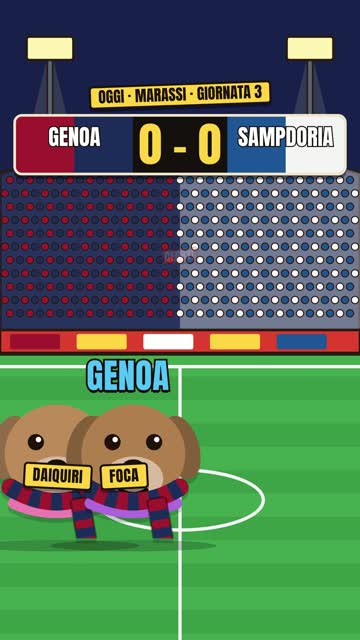 OGGI · MARASSI · GIORNATA 3
GENOA 0 - 0 SAMPDORIA
GENOA
DAIQUIRI
FOCA